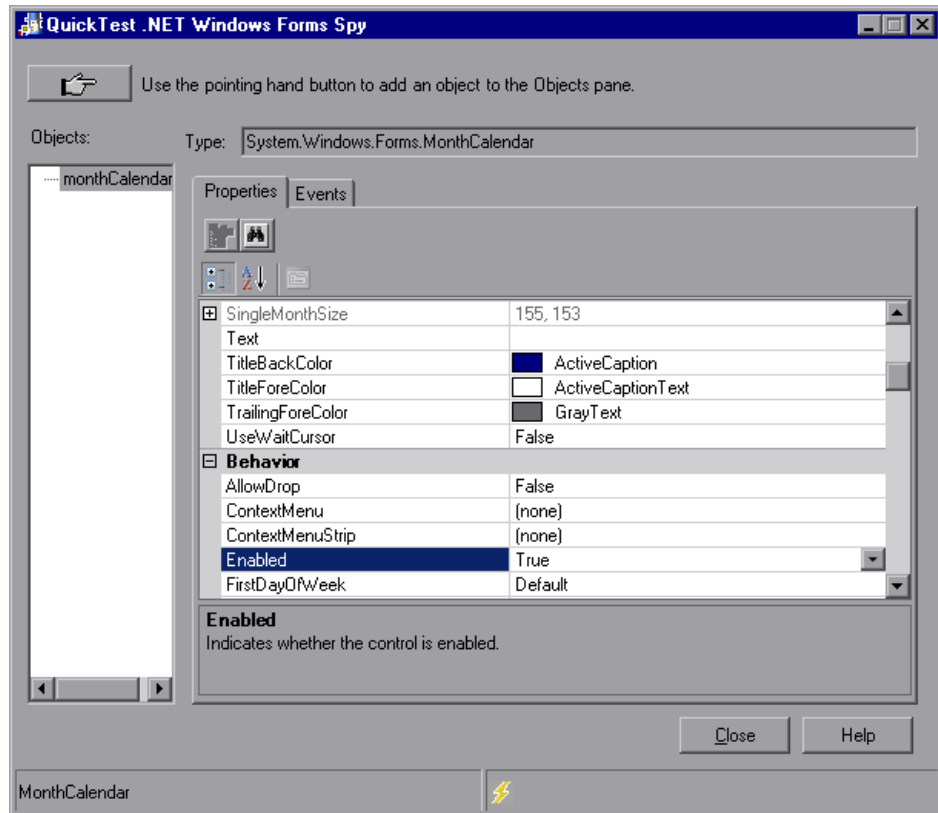 QuickTest .NET Windows Forms Spy
Use the pointing hand button to add an object to the Objects pane.
Objects:
Type: System.Windows.Forms.MonthCalendar
monthCalendar
Properties Events
SingleMonthSize 155, 153
Text
TitleBackColor ActiveCaption
TitleForeColor ActiveCaptionText
TrailingForeColor GrayText
UseWaitCursor False
Behavior
AllowDrop False
ContextMenu (none)
ContextMenuStrip (none)
Enabled True
FirstDayOfWeek Default
Enabled
Indicates whether the control is enabled.
Close Help
MonthCalendar